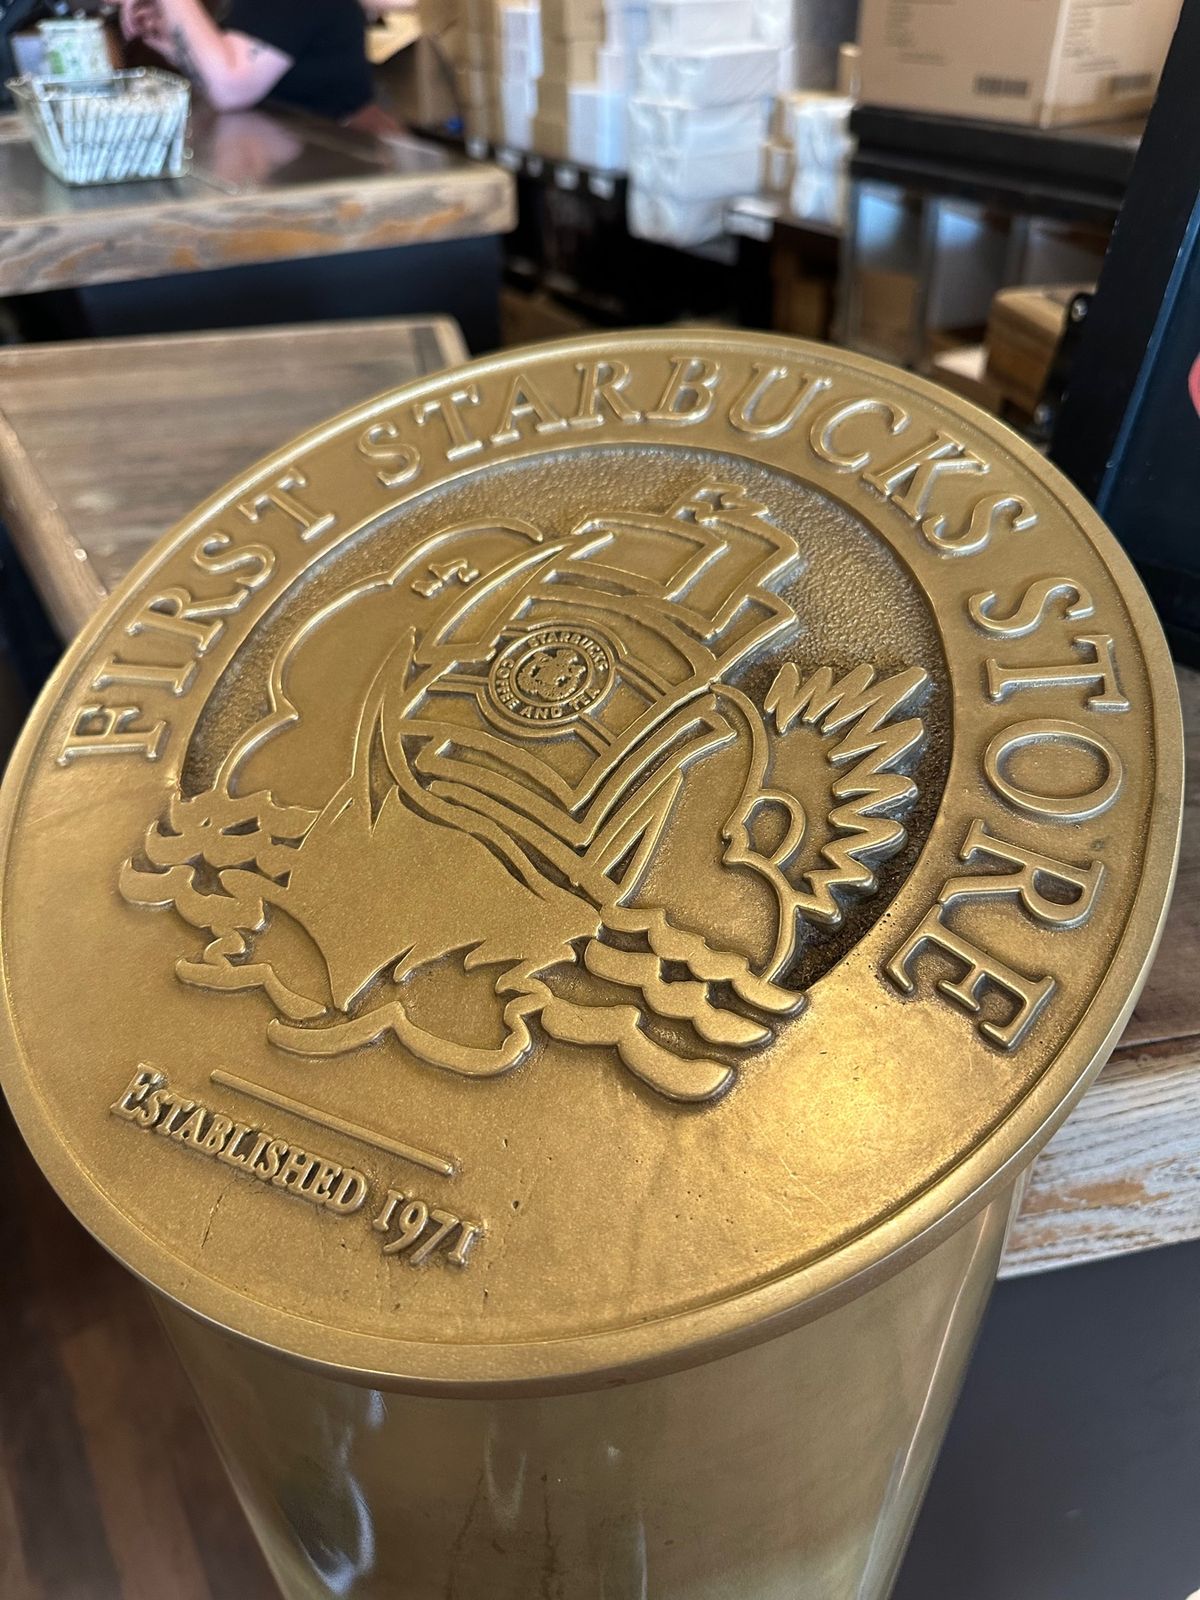 FIRST STARBUCKS STORE
STARBUCKS
COFFEE AND TEA
ESTABLISHED 1971